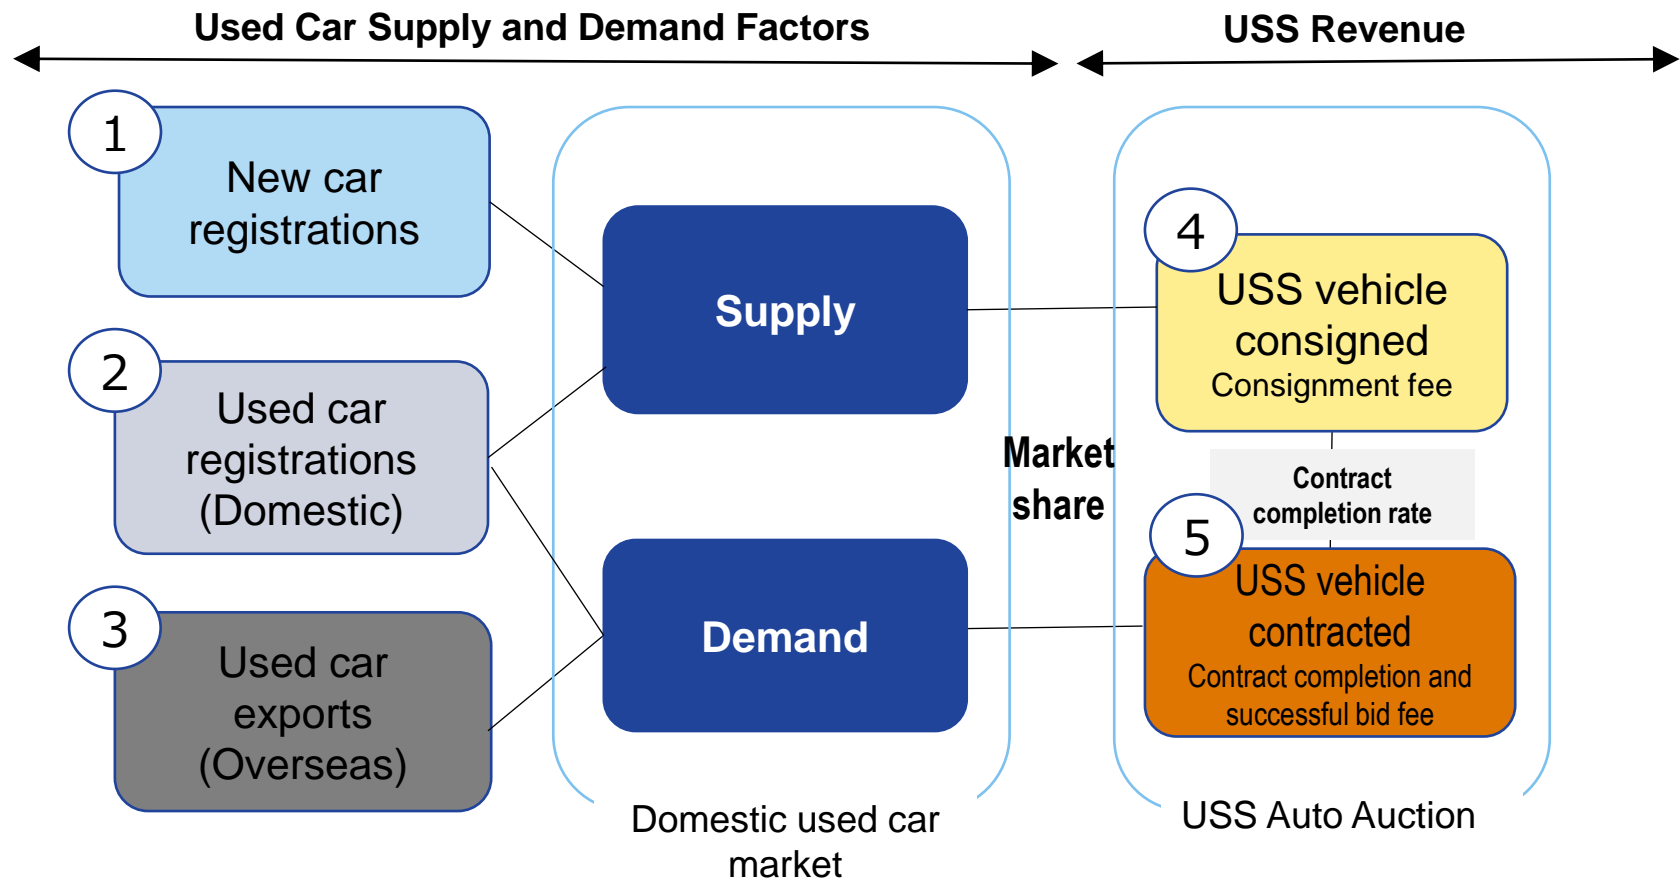 Used Car Supply and Demand Factors
USS Revenue
1
New car
registrations
2
Used car
registrations
(Domestic)
3
Used car
exports
(Overseas)
Supply
Demand
Domestic used car
market
Market
share
4
USS vehicle
consigned
Consignment fee
Contract
completion rate
5
USS vehicle
contracted
Contract completion and
successful bid fee
USS Auto Auction